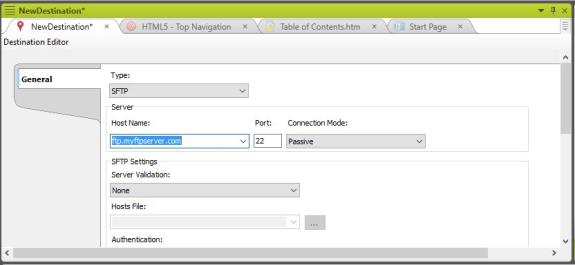 NewDestination*
NewDestination* × HTML5 - Top Navigation × Table of Contents.htm × Start Page ×
Destination Editor
General
Type:
SFTP
Server
Host Name: Port: Connection Mode:
ftp.myftpserver.com 22 Passive
SFTP Settings
Server Validation:
None
Hosts File:
...
Authentication: